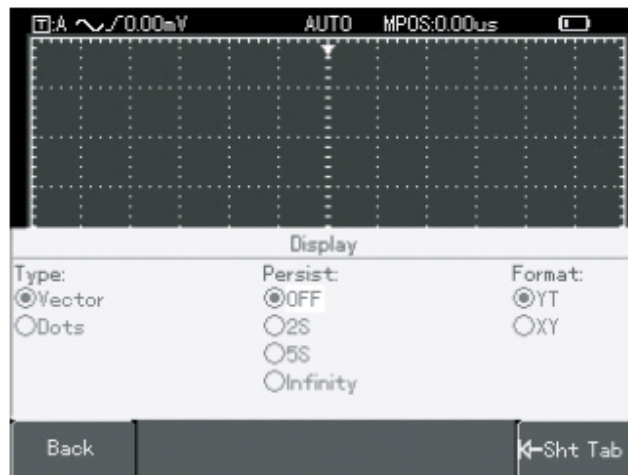 T:A 0.00mV AUTO MPOS:0.00us
Display
Type: Persist: Format:
Vector OFF YT
Dots 2S XY
5S
Infinity
Back Sht Tab